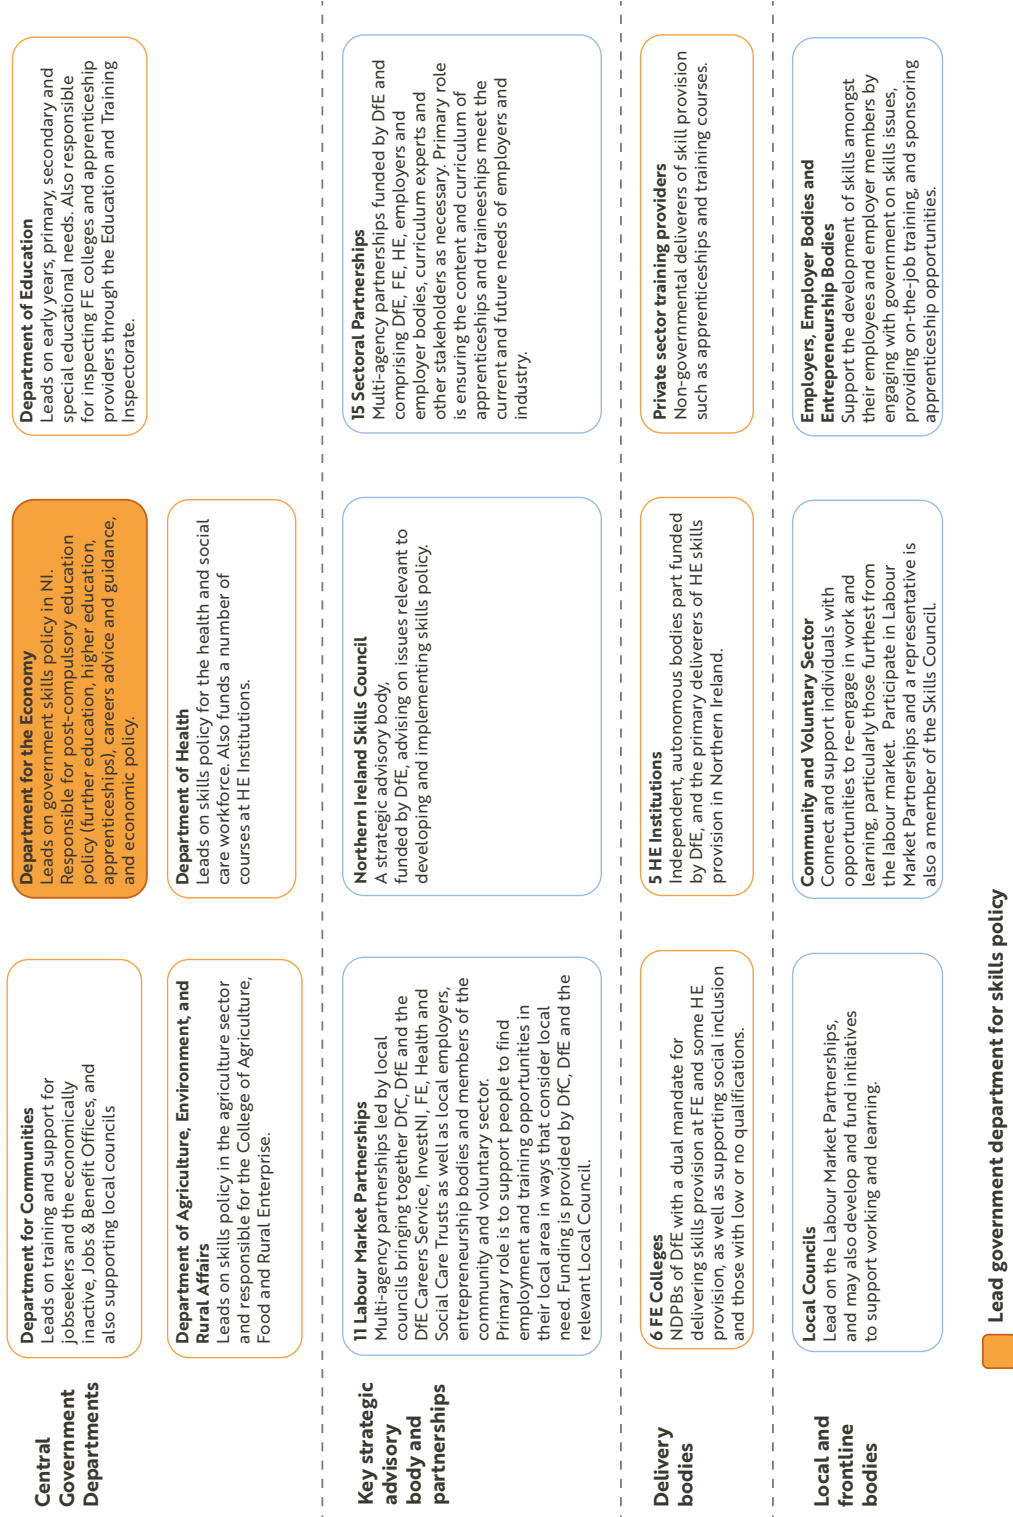 Central
Government
Departments
Department for Communities
Leads on training and support for
jobseekers and the economically
inactive, Jobs & Benefit Offices, and
also supporting local councils
Department for the Economy
Leads on government skills policy in NI.
Responsible for post-compulsory education
policy (further education, higher education,
apprenticeships), careers advice and guidance,
and economic policy.
Department of Education
Leads on early years, primary, secondary and
special educational needs. Also responsible
for inspecting FE colleges and apprenticeship
providers through the Education and Training
Inspectorate.
Department of Agriculture, Environment, and
Rural Affairs
Leads on skills policy in the agriculture sector
and responsible for the College of Agriculture,
Food and Rural Enterprise.
Department of Health
Leads on skills policy for the health and social
care workforce. Also funds a number of
courses at HE Institutions.
Key strategic
advisory
body and
partnerships
11 Labour Market Partnerships
Multi-agency partnerships led by local
councils bringing together DfC, DfE and the
DfE Careers Service, InvestNI, FE, Health and
Social Care Trusts as well as local employers,
entrepreneurship bodies and members of the
community and voluntary sector.
Primary role is to support people to find
employment and training opportunities in
their local area in ways that consider local
need. Funding is provided by DfC, DfE and the
relevant Local Council.
Northern Ireland Skills Council
A strategic advisory body,
funded by DfE, advising on issues relevant to
developing and implementing skills policy.
15 Sectoral Partnerships
Multi-agency partnerships funded by DfE and
comprising DfE, FE, HE, employers and
employer bodies, curriculum experts and
other stakeholders as necessary. Primary role
is ensuring the content and curriculum of
apprenticeships and traineeships meet the
current and future needs of employers and
industry.
Delivery
bodies
6 FE Colleges
NDPBs of DfE with a dual mandate for
delivering skills provision at FE and some HE
provision, as well as supporting social inclusion
and those with low or no qualifications.
5 HE Institutions
Independent, autonomous bodies part funded
by DfE, and the primary deliverers of HE skills
provision in Northern Ireland.
Private sector training providers
Non-governmental deliverers of skill provision
such as apprenticeships and training courses.
Local and
frontline
bodies
Local Councils
Lead on the Labour Market Partnerships,
and may also develop and fund initiatives
to support working and learning.
Community and Voluntary Sector
Connect and support individuals with
opportunities to re-engage in work and
learning, particularly those furthest from
the labour market. Participate in Labour
Market Partnerships and a representative is
also a member of the Skills Council.
Employers, Employer Bodies and
Entrepreneurship Bodies
Support the development of skills amongst
their employees and employer members by
engaging with government on skills issues,
providing on-the-job training, and sponsoring
apprenticeship opportunities.
Lead government department for skills policy